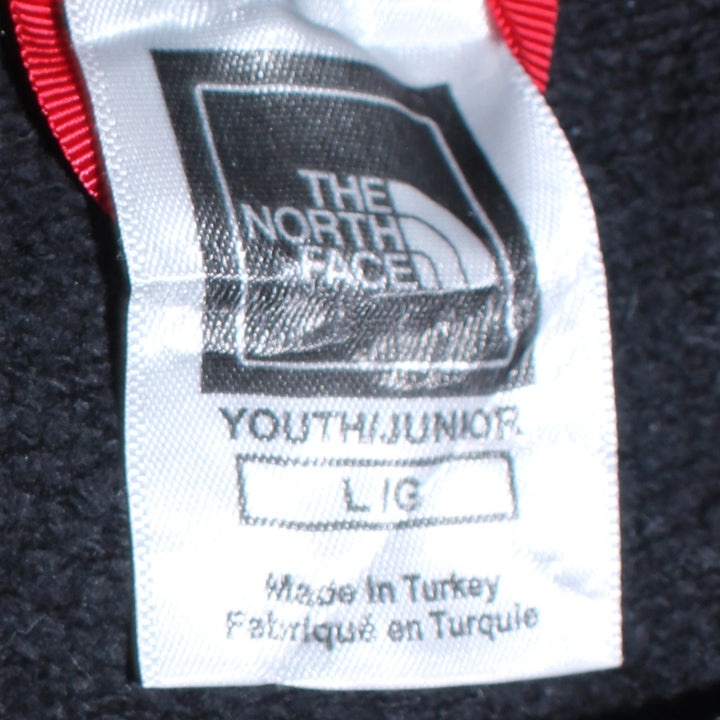 THE
NORTH
FACE
YOUTH/JUNIOR
L/G
Made in Turkey
Fabriqué en Turquie